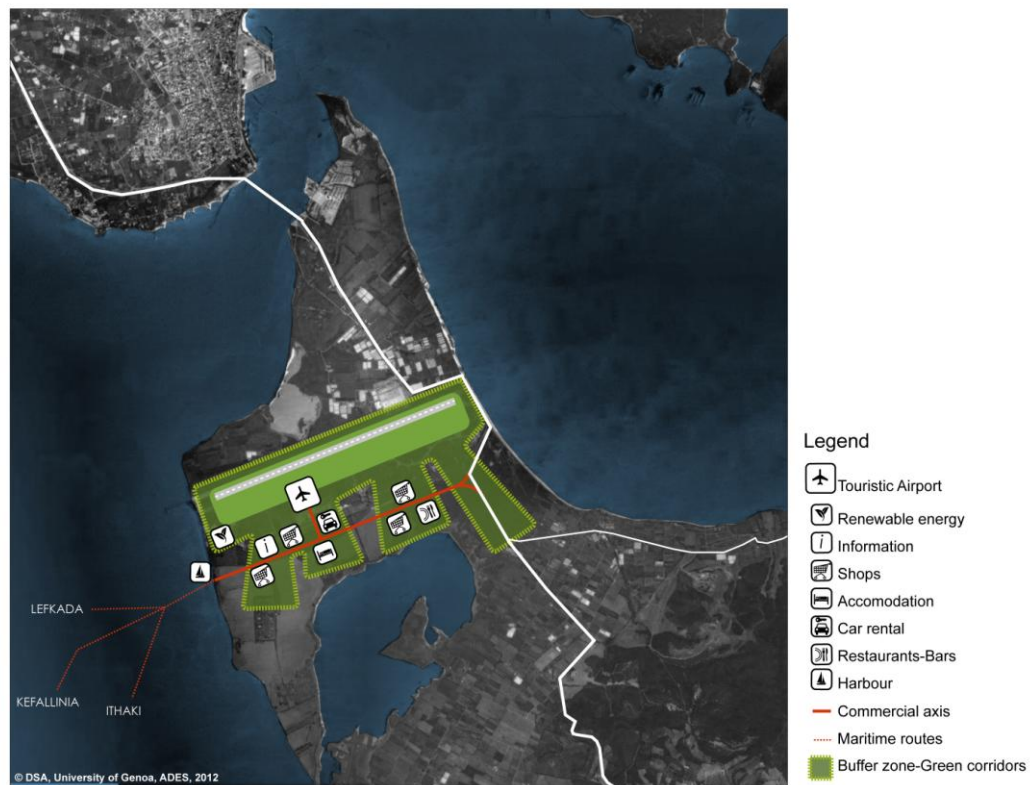 LEFKADA
KEFALLINIA
ITHAKI
© DSA, University of Genoa, ADES, 2012
Legend
Touristic Airport
Renewable energy
i Information
Shops
Accomodation
Car rental
Restaurants-Bars
Harbour
Commercial axis
Maritime routes
Buffer zone-Green corridors
i